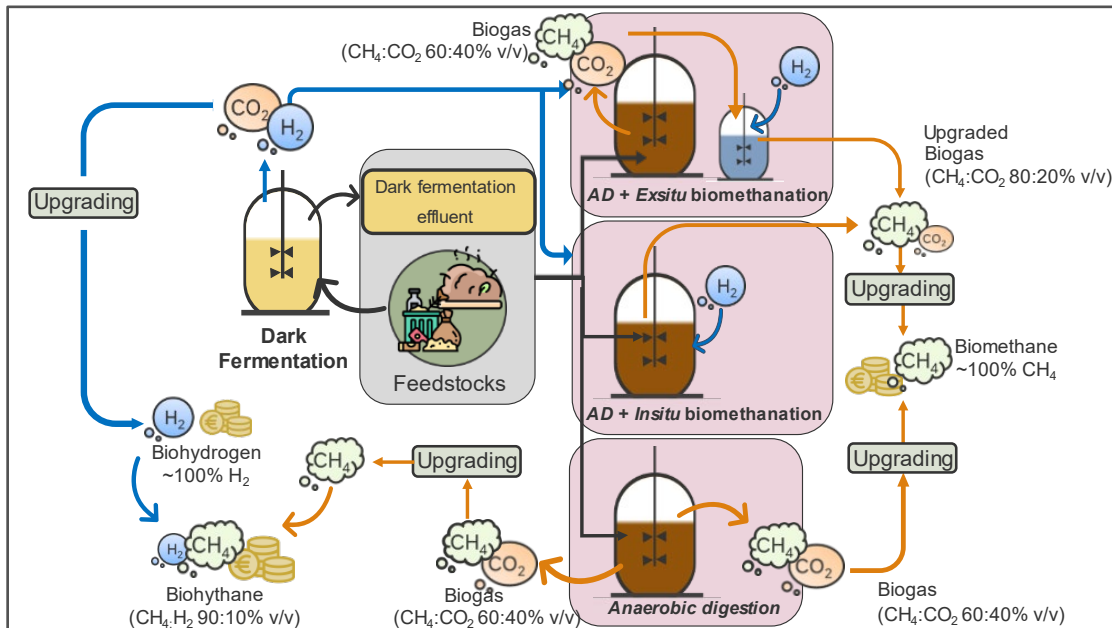 Biogas
(CH₄:CO₂ 60:40% v/v)
CH₄
CO₂
H₂
AD + Exsitu biomethanation
CO₂
H₂
Upgrading
Dark fermentation
effluent
Feedstocks
Dark
Fermentation
Upgraded
Biogas
(CH₄:CO₂ 80:20% v/v)
CH₄
CO₂
Upgrading
H₂
AD + Insitu biomethanation
CH₄
Biomethane
~100% CH₄
Upgrading
H₂
Biohydrogen
~100% H₂
CH₄
Upgrading
H₂
CH₄
Biohythane
(CH₄:H₂ 90:10% v/v)
CH₄
CO₂
Biogas
(CH₄:CO₂ 60:40% v/v)
Anaerobic digestion
CH₄
CO₂
Biogas
(CH₄:CO₂ 60:40% v/v)